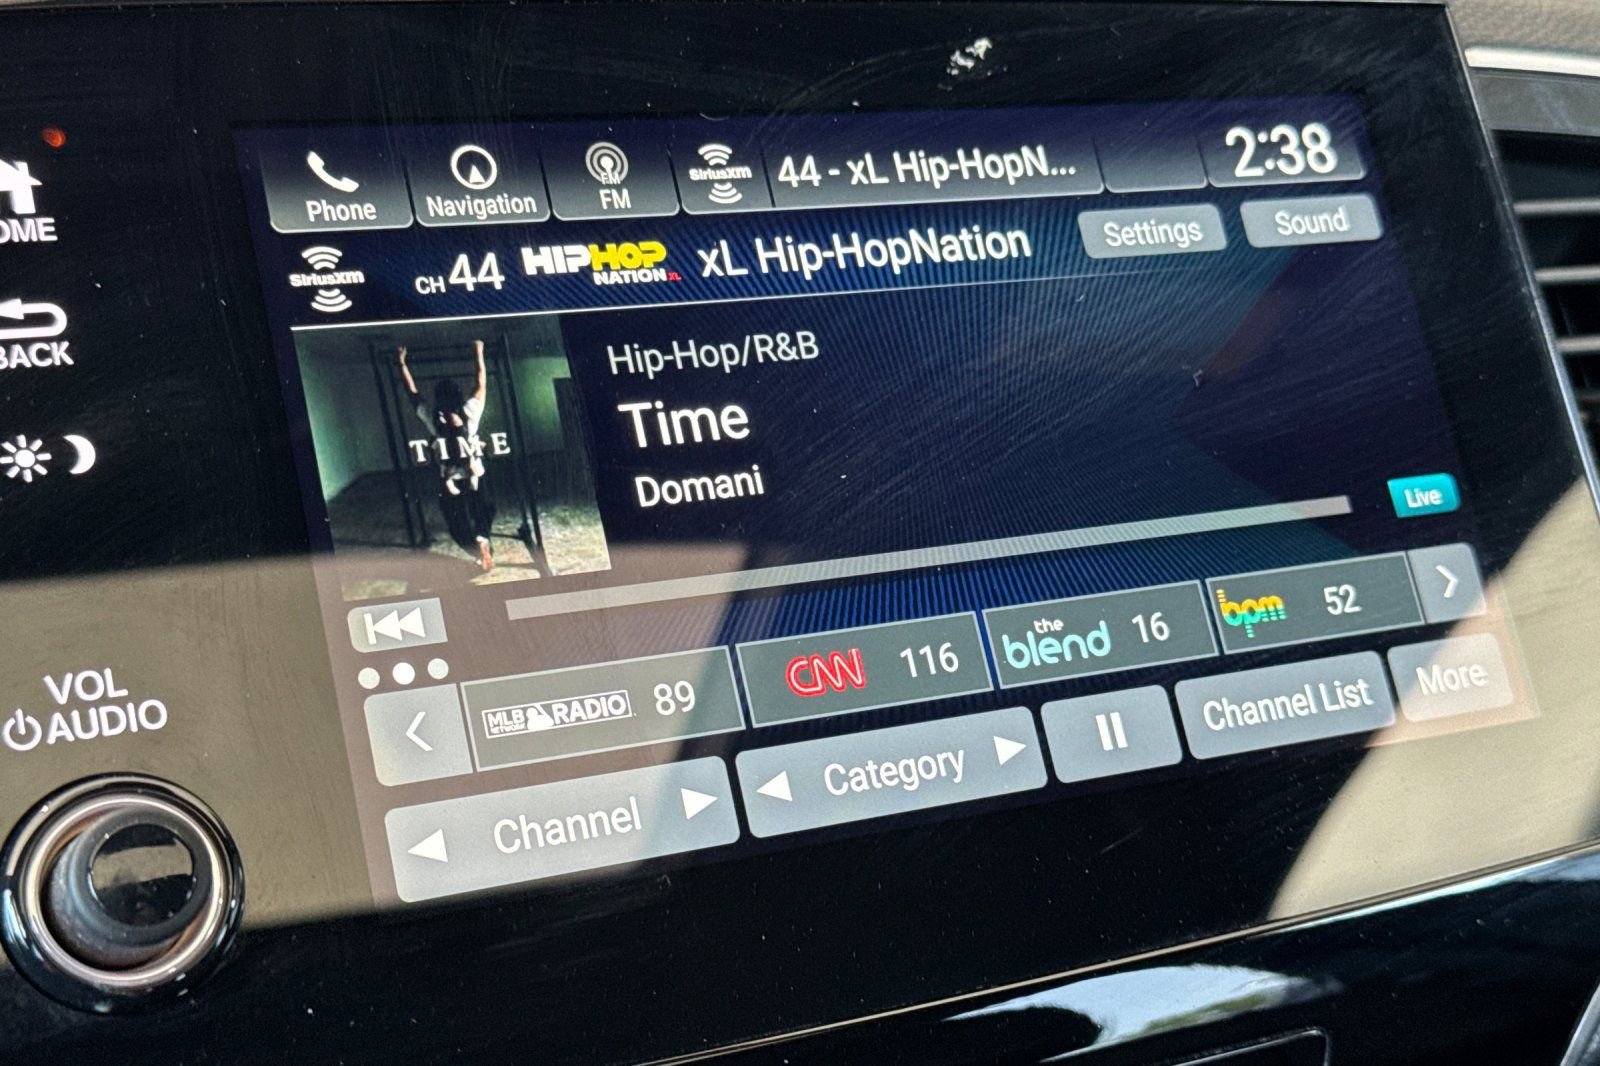 Phone
Navigation
FM
FM
SiriusXM
44 - xL Hip-HopN...
2:38
SiriusXM
CH 44
HIPHOP
NATION XL
xL Hip-HopNation
Settings
Sound
OME
BACK
Hip-Hop/R&B
TIME
Time
Domani
Live
MLB
NETWORK
RADIO
89
CNN
116
the
blend
16
bpm
52
VOL
AUDIO
Channel
Category
Channel List
More